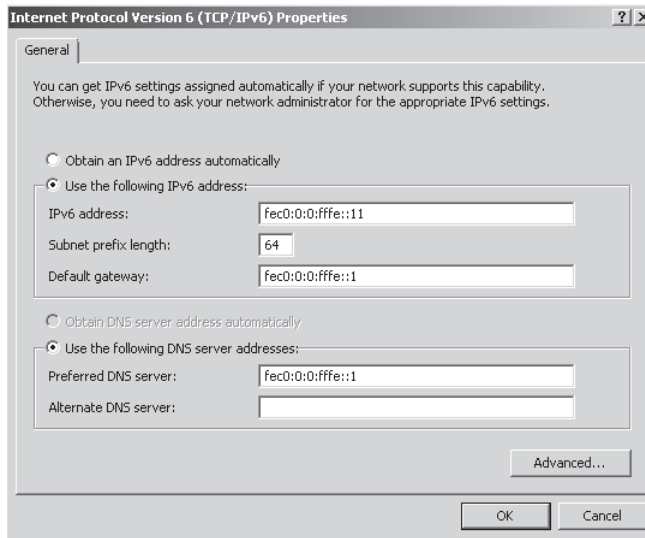 Internet Protocol Version 6 (TCP/IPv6) Properties
General
You can get IPv6 settings assigned automatically if your network supports this capability.
Otherwise, you need to ask your network administrator for the appropriate IPv6 settings.
Obtain an IPv6 address automatically
Use the following IPv6 address:
IPv6 address: fec0:0:0:fffe::11
Subnet prefix length: 64
Default gateway: fec0:0:0:fffe::1
Obtain DNS server address automatically
Use the following DNS server addresses:
Preferred DNS server: fec0:0:0:fffe::1
Alternate DNS server:
Advanced...
OK Cancel